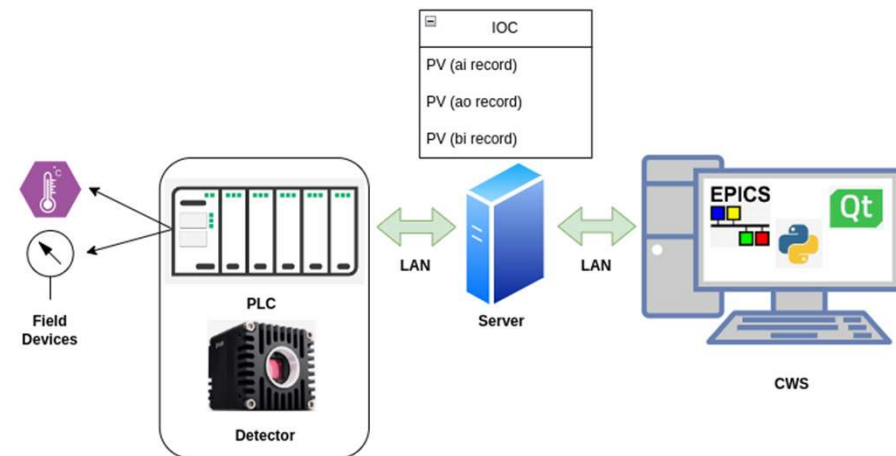 IOC
PV (ai record)
PV (ao record)
PV (bi record)
°C
EPICS
Qt
LAN
LAN
PLC
Server
Field
Devices
CWS
Detector